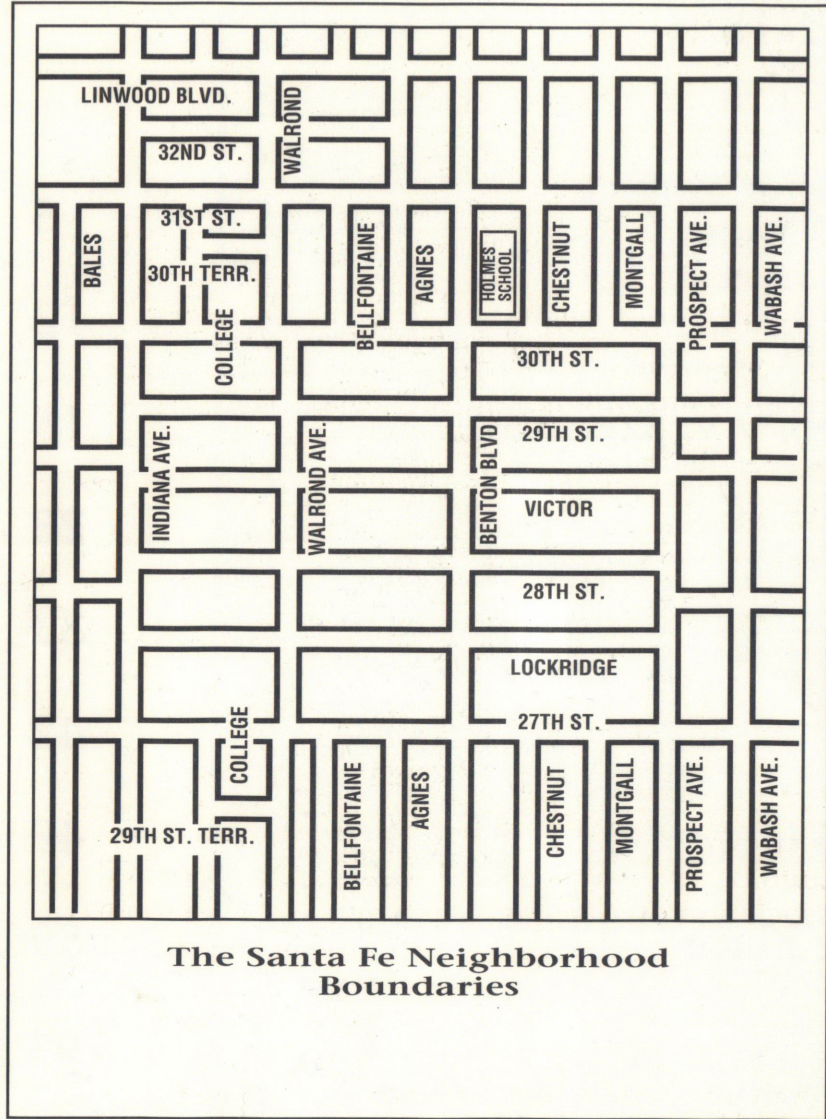 LINWOOD BLVD.
WALROND
32ND ST.
31ST ST.
BALES
30TH TERR.
COLLEGE
BELLFONTAINE
AGNES
HOLMES
SCHOOL
CHESTNUT
MONTGALL
PROSPECT AVE.
WABASH AVE.
30TH ST.
INDIANA AVE.
WALROND AVE.
BENTON BLVD
29TH ST.
VICTOR
28TH ST.
LOCKRIDGE
27TH ST.
COLLEGE
29TH ST. TERR.
BELLFONTAINE
AGNES
CHESTNUT
MONTGALL
PROSPECT AVE.
WABASH AVE.
The Santa Fe Neighborhood
Boundaries